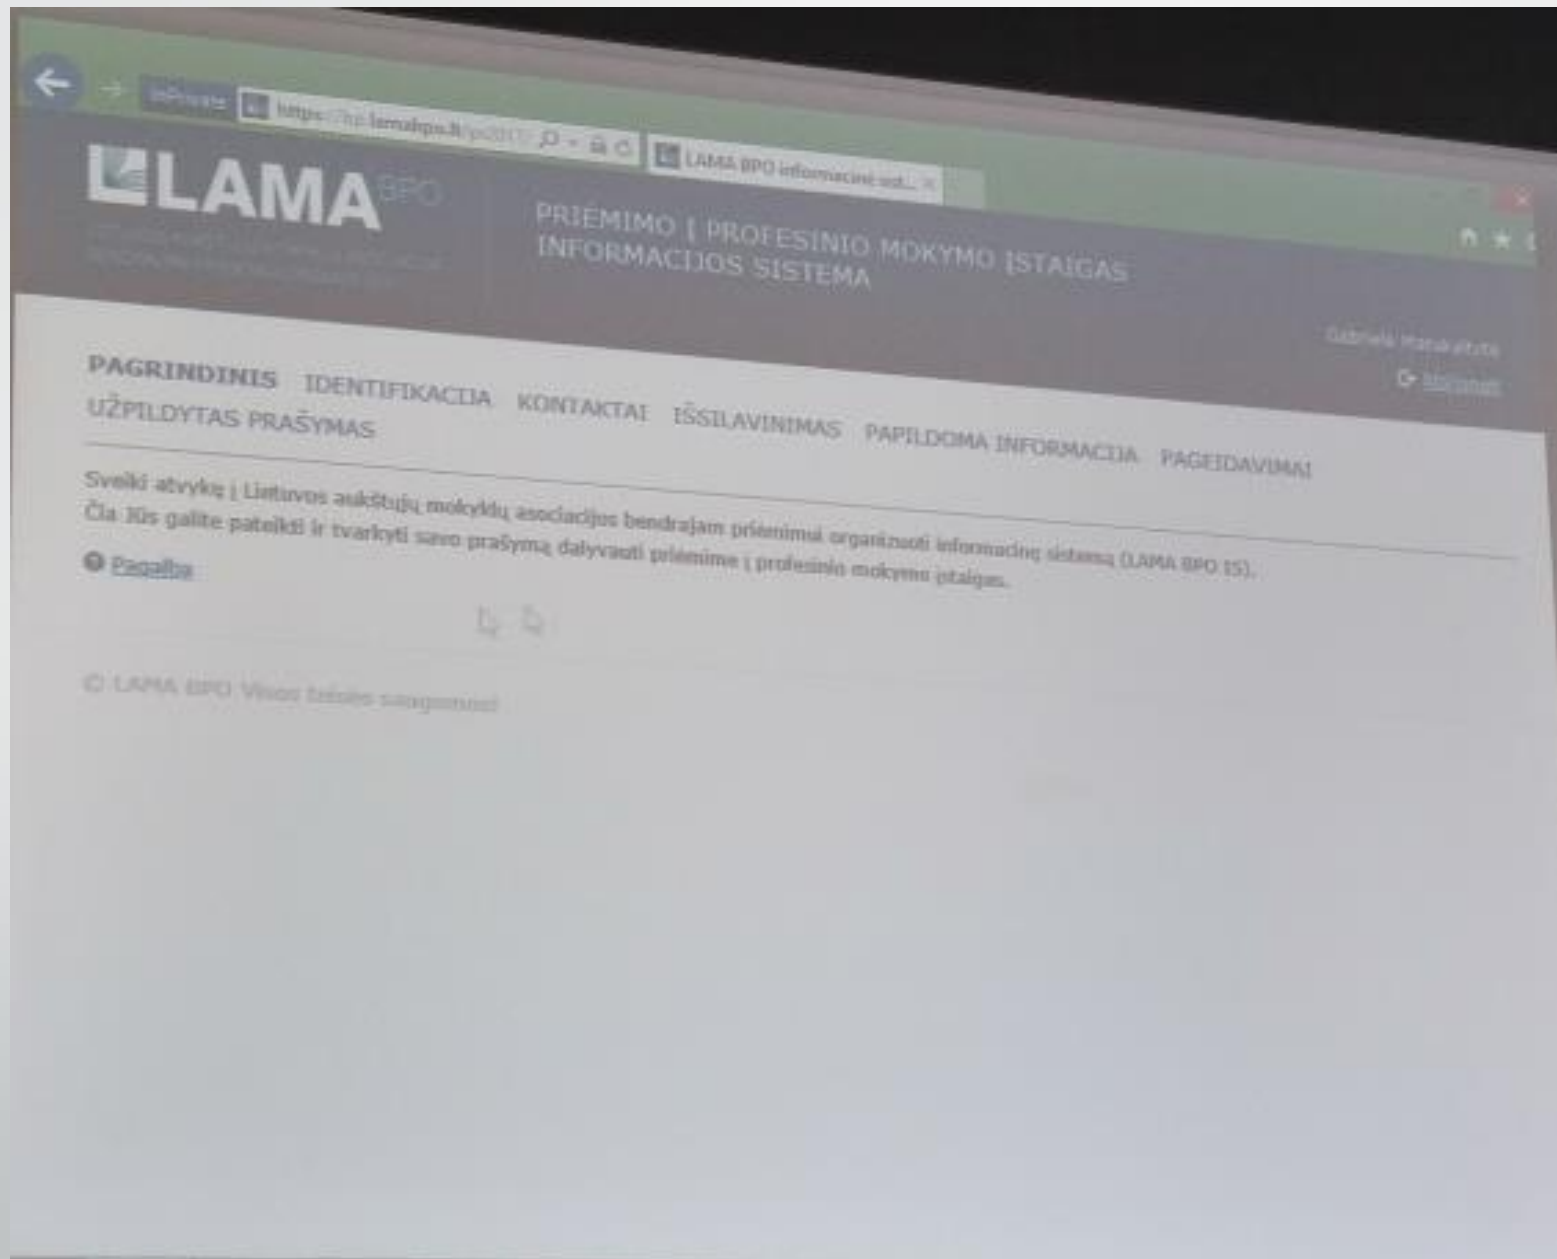 InPrivate
LAMA BPO informacinė sist...
LAMA BPO
PRIĖMIMO Į PROFESINIO MOKYMO ĮSTAIGAS
INFORMACIJOS SISTEMA
Gabriela
PAGRINDINIS IDENTIFIKACIJA KONTAKTAI IŠSILAVINIMAS PAPILDOMA INFORMACIJA PAGEIDAVIMAI
UŽPILDYTAS PRAŠYMAS
Sveiki atvykę į Lietuvos aukštųjų mokyklų asociacijos bendrajam priėmimui organizuoti informacinę sistemą (LAMA BPO IS).
Čia Jūs galite pateikti ir tvarkyti savo prašymą dalyvauti priėmime į profesinio mokymo įstaigas.
Pagalba
© LAMA BPO Visos teisės saugomos